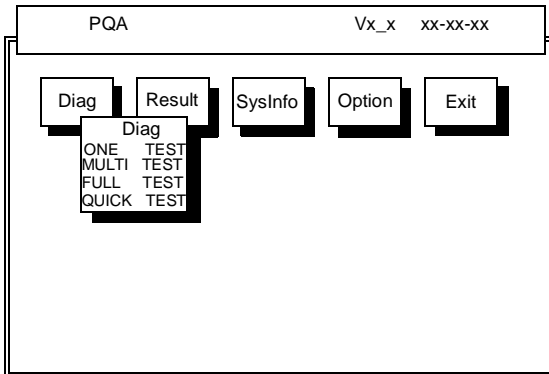 PQA Vx_x xx-xx-xx
Diag Result SysInfo Option Exit
Diag
ONE TEST
MULTI TEST
FULL TEST
QUICK TEST